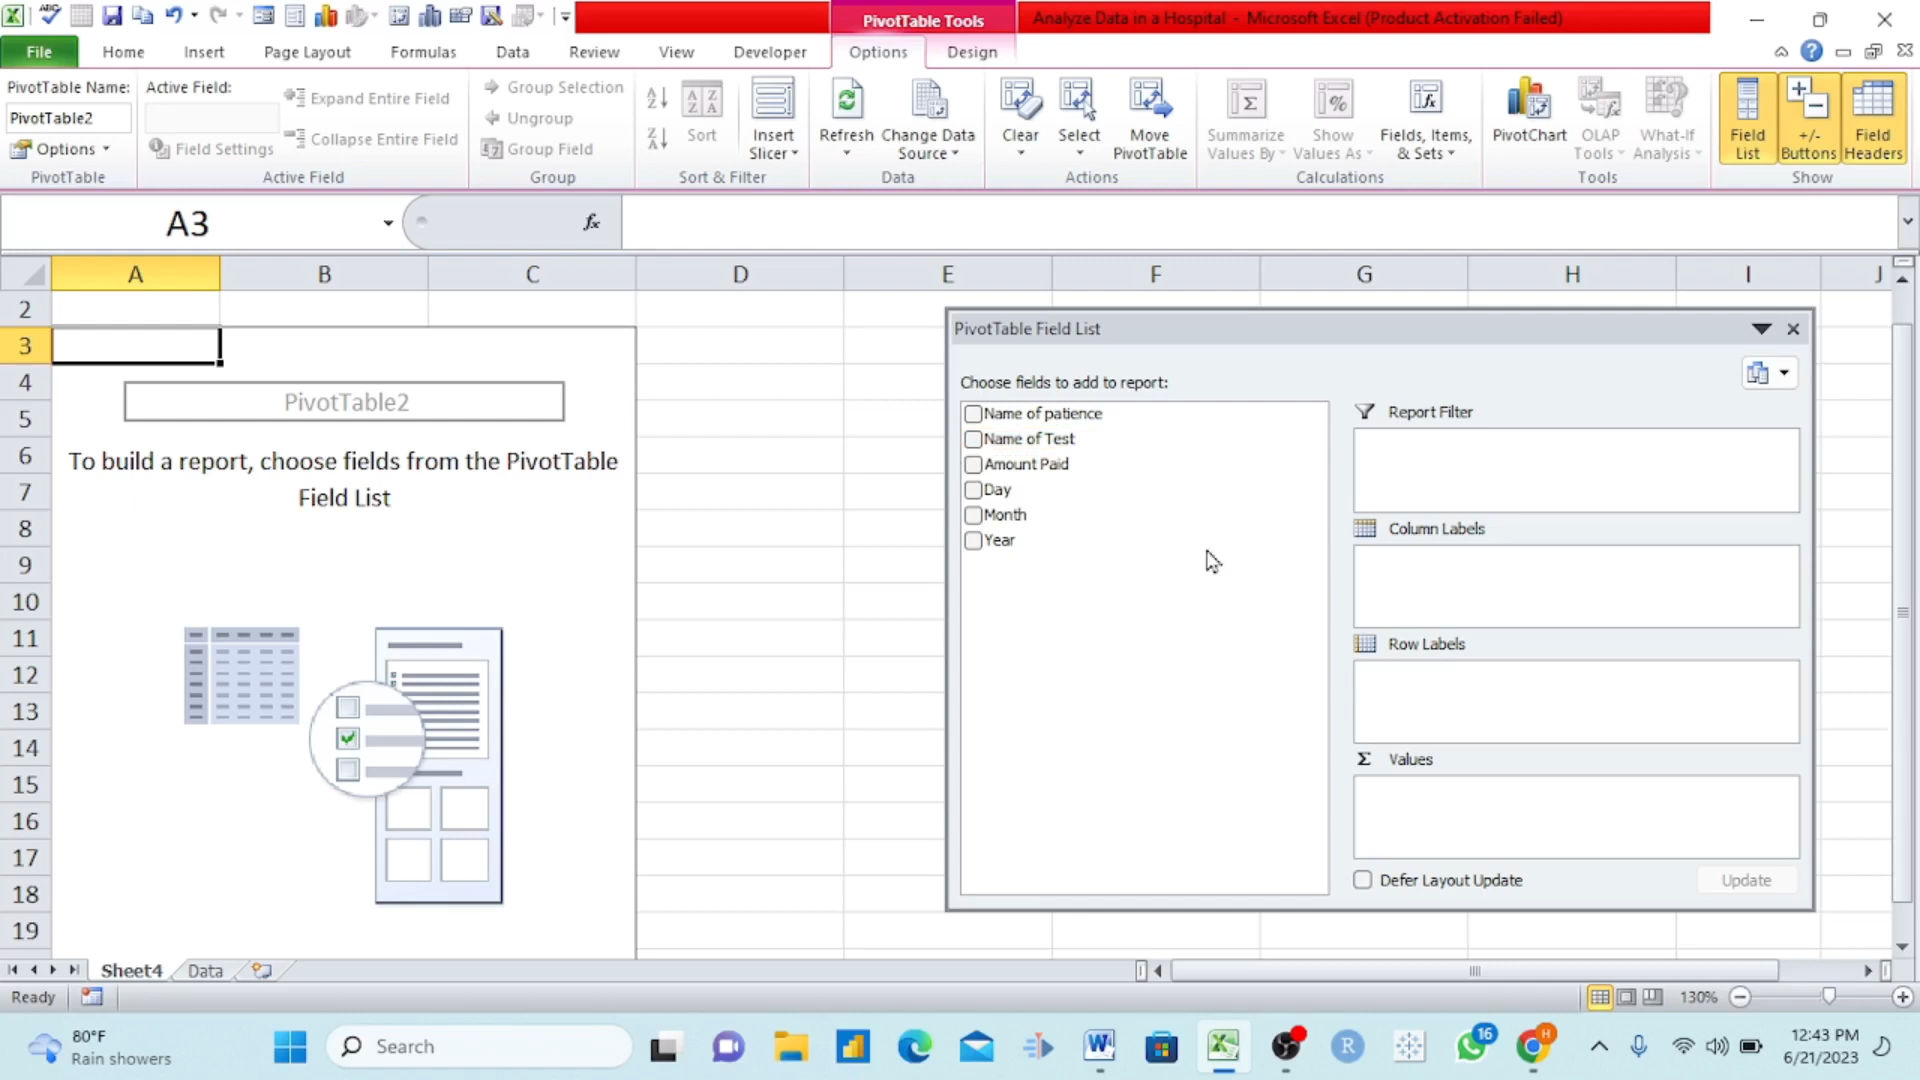 PivotTable Tools
Analyze Data in a Hospital - Microsoft Excel (Product Activation Failed)
File
Home
Insert
Page Layout
Formulas
Data
Review
View
Developer
Options
Design
PivotTable Name:
PivotTable2
Options
PivotTable
Active Field:
Field Settings
Expand Entire Field
Collapse Entire Field
Active Field
Group Selection
Ungroup
Group Field
Group
Sort
Insert
Slicer
Sort & Filter
Refresh
Change Data
Source
Data
Clear
Select
Move
PivotTable
Actions
Summarize
Values By
Show
Values As
Fields, Items,
& Sets
Calculations
PivotChart
OLAP
Tools
What-If
Analysis
Tools
Field
List
+/-
Buttons
Field
Headers
Show
A3
fx
A
B
C
D
E
F
G
H
I
J
2
3
4
5
6
7
8
9
10
11
12
13
14
15
16
17
18
19
PivotTable2
To build a report, choose fields from the PivotTable
Field List
PivotTable Field List
Choose fields to add to report:
Name of patience
Name of Test
Amount Paid
Day
Month
Year
Report Filter
Column Labels
Row Labels
Σ Values
Defer Layout Update
Update
Sheet4
Data
Ready
130%
80°F
Rain showers
Search
R
16
H
12:43 PM
6/21/2023